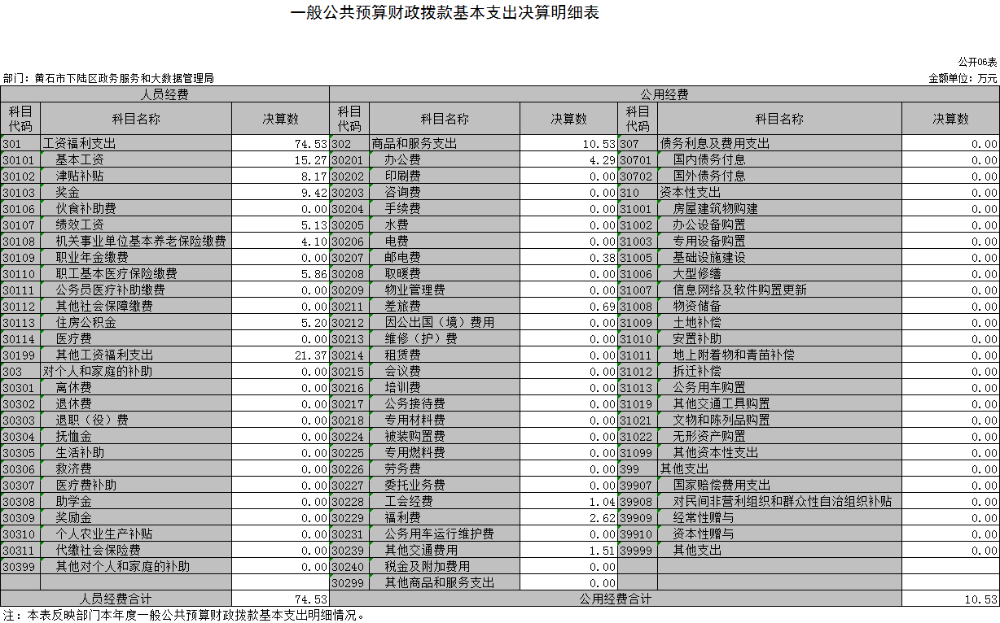 一般公共预算财政拨款基本支出决算明细表
公开06表
部门：黄石市下陆区政务服务和大数据管理局 金额单位：万元
人员经费 公用经费
科目代码 科目名称 决算数 科目代码 科目名称 决算数 科目代码 科目名称 决算数
301 工资福利支出 74.53 302 商品和服务支出 10.53 307 债务利息及费用支出 0.00
30101 基本工资 15.27 30201 办公费 4.29 30701 国内债务付息 0.00
30102 津贴补贴 8.17 30202 印刷费 0.00 30702 国外债务付息 0.00
30103 奖金 9.42 30203 咨询费 0.00 310 资本性支出 0.00
30106 伙食补助费 0.00 30204 手续费 0.00 31001 房屋建筑物购建 0.00
30107 绩效工资 5.13 30205 水费 0.00 31002 办公设备购置 0.00
30108 机关事业单位基本养老保险缴费 4.10 30206 电费 0.00 31003 专用设备购置 0.00
30109 职业年金缴费 0.00 30207 邮电费 0.38 31005 基础设施建设 0.00
30110 职工基本医疗保险缴费 5.86 30208 取暖费 0.00 31006 大型修缮 0.00
30111 公务员医疗补助缴费 0.00 30209 物业管理费 0.00 31007 信息网络及软件购置更新 0.00
30112 其他社会保障缴费 0.00 30211 差旅费 0.69 31008 物资储备 0.00
30113 住房公积金 5.20 30212 因公出国（境）费用 0.00 31009 土地补偿 0.00
30114 医疗费 0.00 30213 维修（护）费 0.00 31010 安置补助 0.00
30199 其他工资福利支出 21.37 30214 租赁费 0.00 31011 地上附着物和青苗补偿 0.00
303 对个人和家庭的补助 0.00 30215 会议费 0.00 31012 拆迁补偿 0.00
30301 离休费 0.00 30216 培训费 0.00 31013 公务用车购置 0.00
30302 退休费 0.00 30217 公务接待费 0.00 31019 其他交通工具购置 0.00
30303 退职（役）费 0.00 30218 专用材料费 0.00 31021 文物和陈列品购置 0.00
30304 抚恤金 0.00 30224 被装购置费 0.00 31022 无形资产购置 0.00
30305 生活补助 0.00 30225 专用燃料费 0.00 31099 其他资本性支出 0.00
30306 救济费 0.00 30226 劳务费 0.00 399 其他支出 0.00
30307 医疗费补助 0.00 30227 委托业务费 0.00 39907 国家赔偿费用支出 0.00
30308 助学金 0.00 30228 工会经费 1.04 39908 对民间非营利组织和群众性自治组织补贴 0.00
30309 奖励金 0.00 30229 福利费 2.62 39909 经常性赠与 0.00
30310 个人农业生产补贴 0.00 30231 公务用车运行维护费 0.00 39910 资本性赠与 0.00
30311 代缴社会保险费 0.00 30239 其他交通费用 1.51 39999 其他支出 0.00
30399 其他对个人和家庭的补助 0.00 30240 税金及附加费用 0.00
30299 其他商品和服务支出 0.00
人员经费合计 74.53 公用经费合计 10.53
注：本表反映部门本年度一般公共预算财政拨款基本支出明细情况。